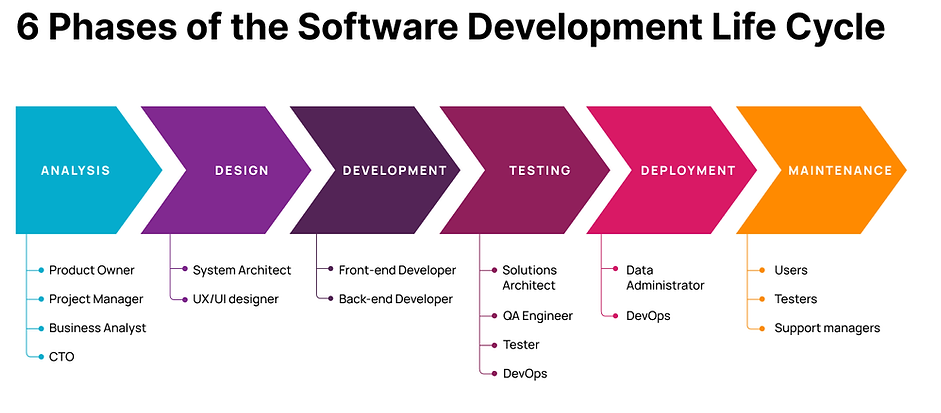 6 Phases of the Software Development Life Cycle
ANALYSIS
DESIGN
DEVELOPMENT
TESTING
DEPLOYMENT
MAINTENANCE
Product Owner
Project Manager
Business Analyst
CTO
System Architect
UX/UI designer
Front-end Developer
Back-end Developer
Solutions
Architect
QA Engineer
Tester
DevOps
Data
Administrator
DevOps
Users
Testers
Support managers